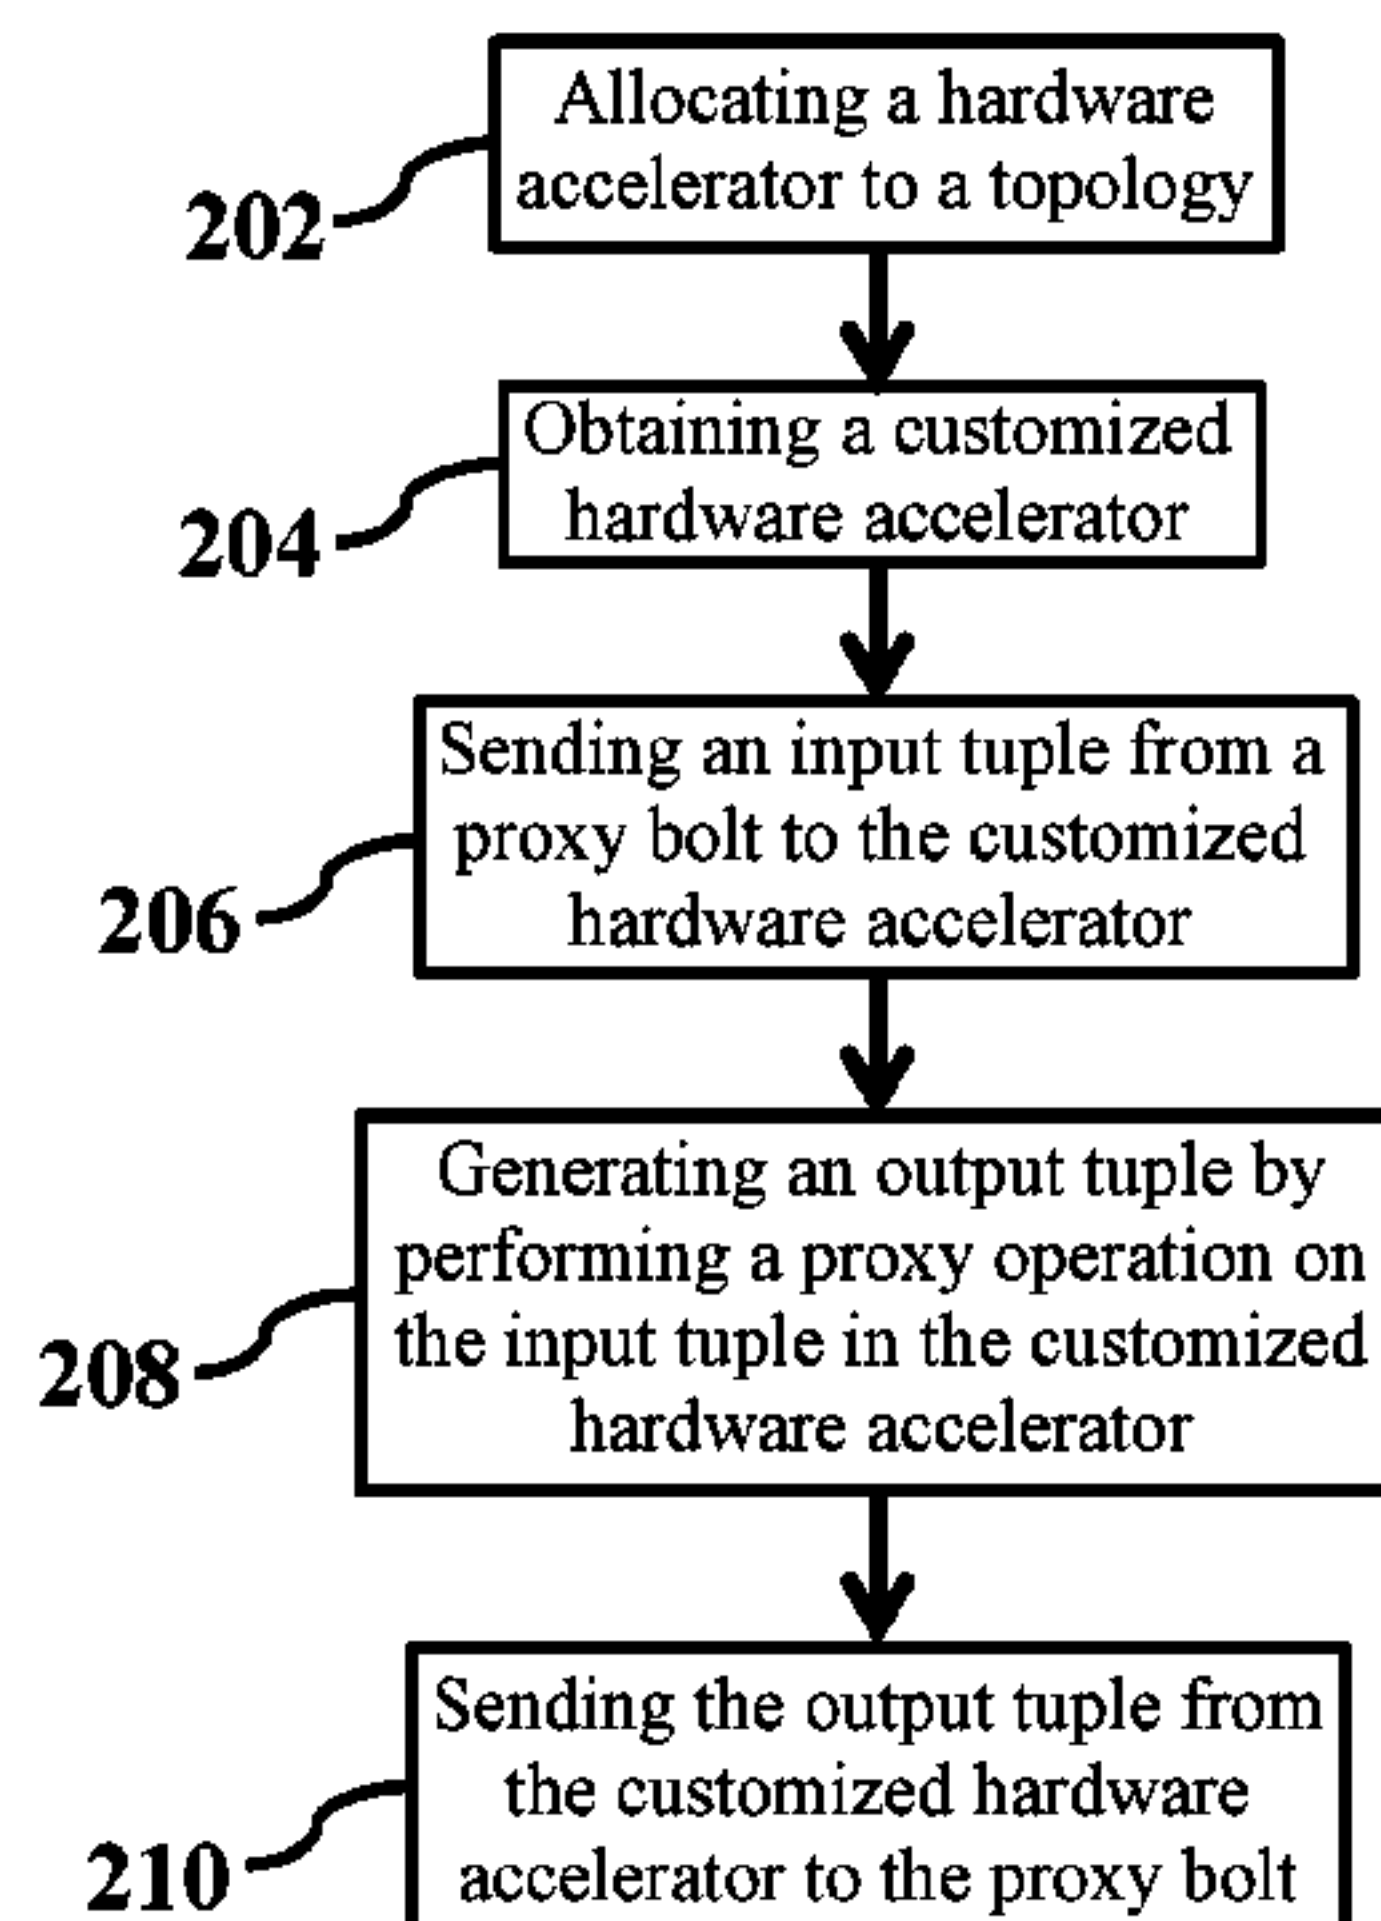 Allocating a hardware
accelerator to a topology
202
Obtaining a customized
hardware accelerator
204
Sending an input tuple from a
proxy bolt to the customized
hardware accelerator
206
Generating an output tuple by
performing a proxy operation on
the input tuple in the customized
hardware accelerator
208
Sending the output tuple from
the customized hardware
accelerator to the proxy bolt
210